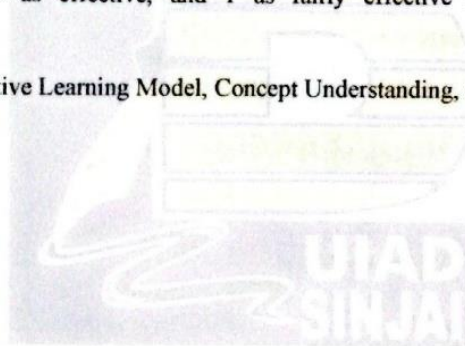 as effective, and 1 as fairly effective
ive Learning Model, Concept Understanding,
UIAD
SINJAI